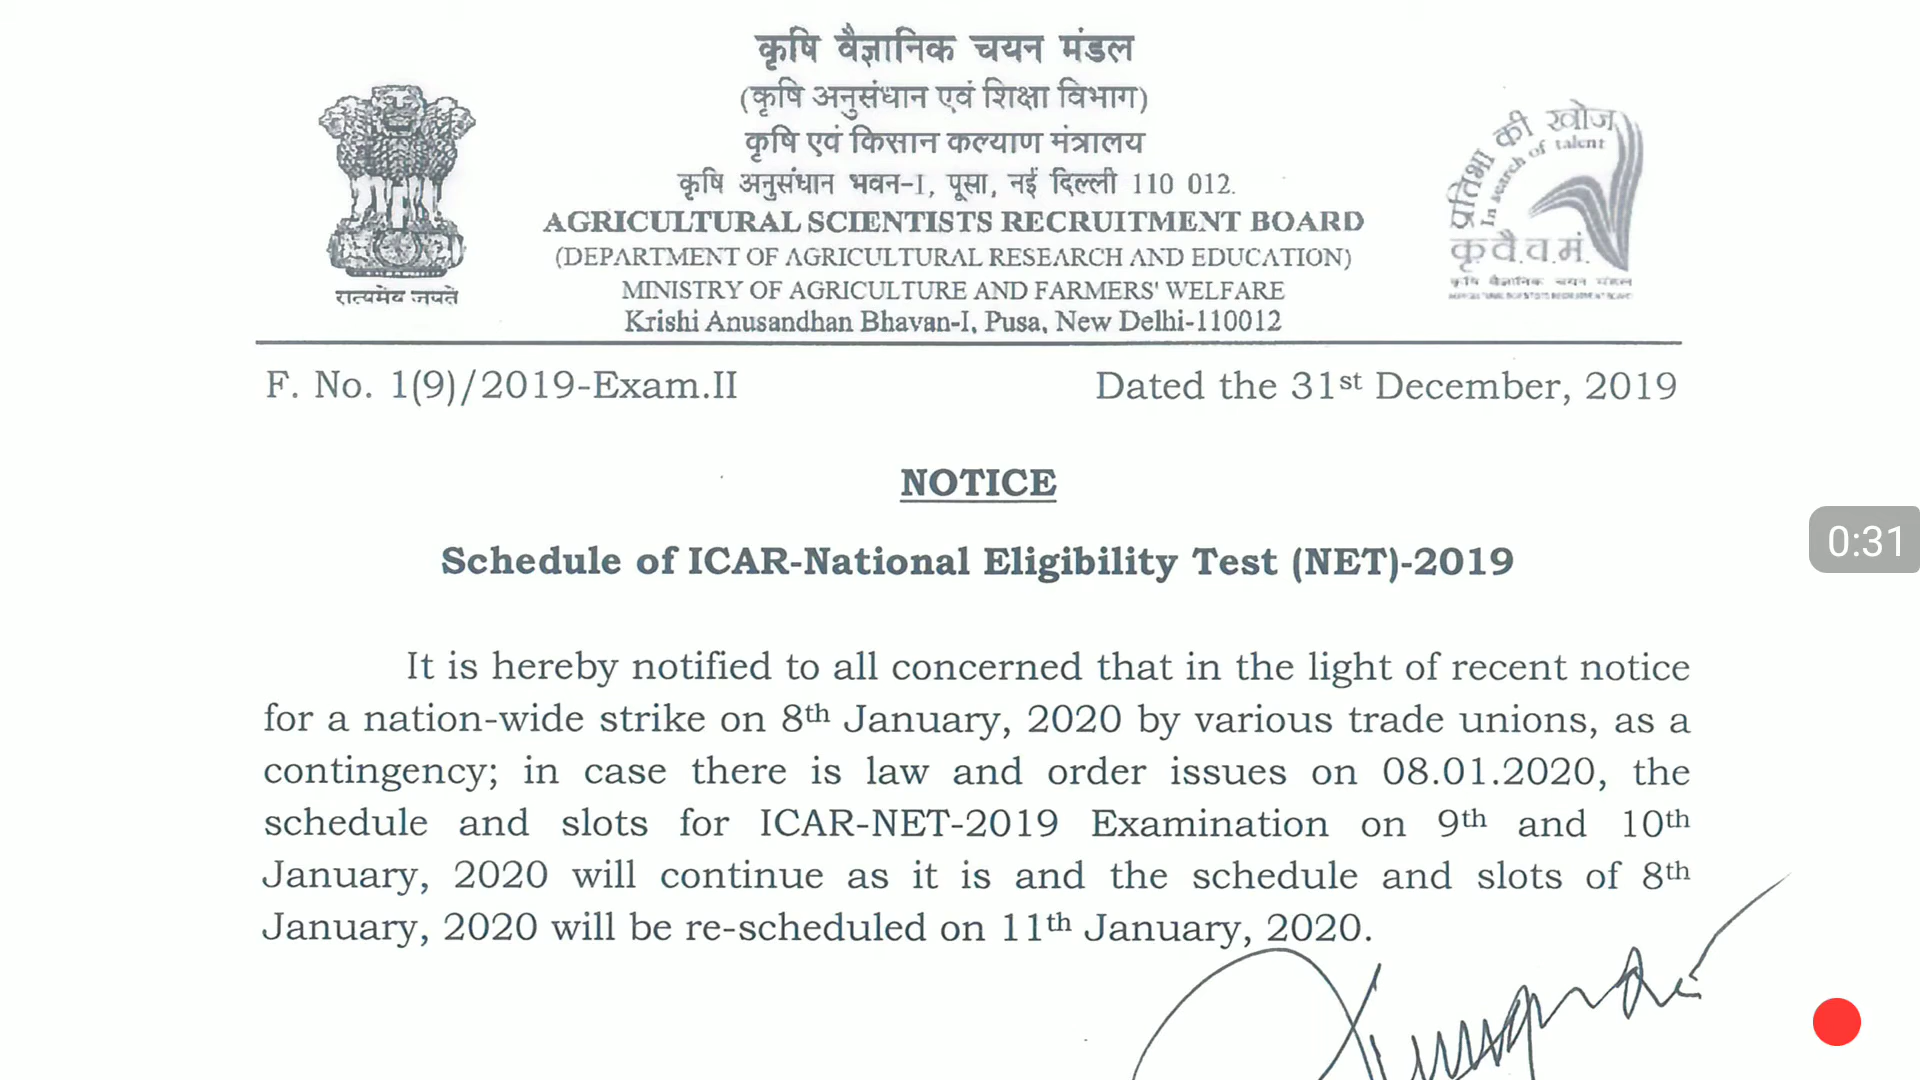 कृषि वैज्ञानिक चयन मंडल
(कृषि अनुसंधान एवं शिक्षा विभाग)
कृषि एवं किसान कल्याण मंत्रालय
कृषि अनुसंधान भवन-I, पूसा, नई दिल्ली 110 012.
AGRICULTURAL SCIENTISTS RECRUITMENT BOARD
(DEPARTMENT OF AGRICULTURAL RESEARCH AND EDUCATION)
MINISTRY OF AGRICULTURE AND FARMERS' WELFARE
Krishi Anusandhan Bhavan-I, Pusa, New Delhi-110012
सत्यमेव जयते
प्रतिभा की खोज
In search of talent
कृ.वै.च.मं.
कृषि वैज्ञानिक चयन मंडल
F. No. 1(9)/2019-Exam.II
Dated the 31st December, 2019
NOTICE
Schedule of ICAR-National Eligibility Test (NET)-2019
It is hereby notified to all concerned that in the light of recent notice
for a nation-wide strike on 8th January, 2020 by various trade unions, as a
contingency; in case there is law and order issues on 08.01.2020, the
schedule and slots for ICAR-NET-2019 Examination on 9th and 10th
January, 2020 will continue as it is and the schedule and slots of 8th
January, 2020 will be re-scheduled on 11th January, 2020.
0:31